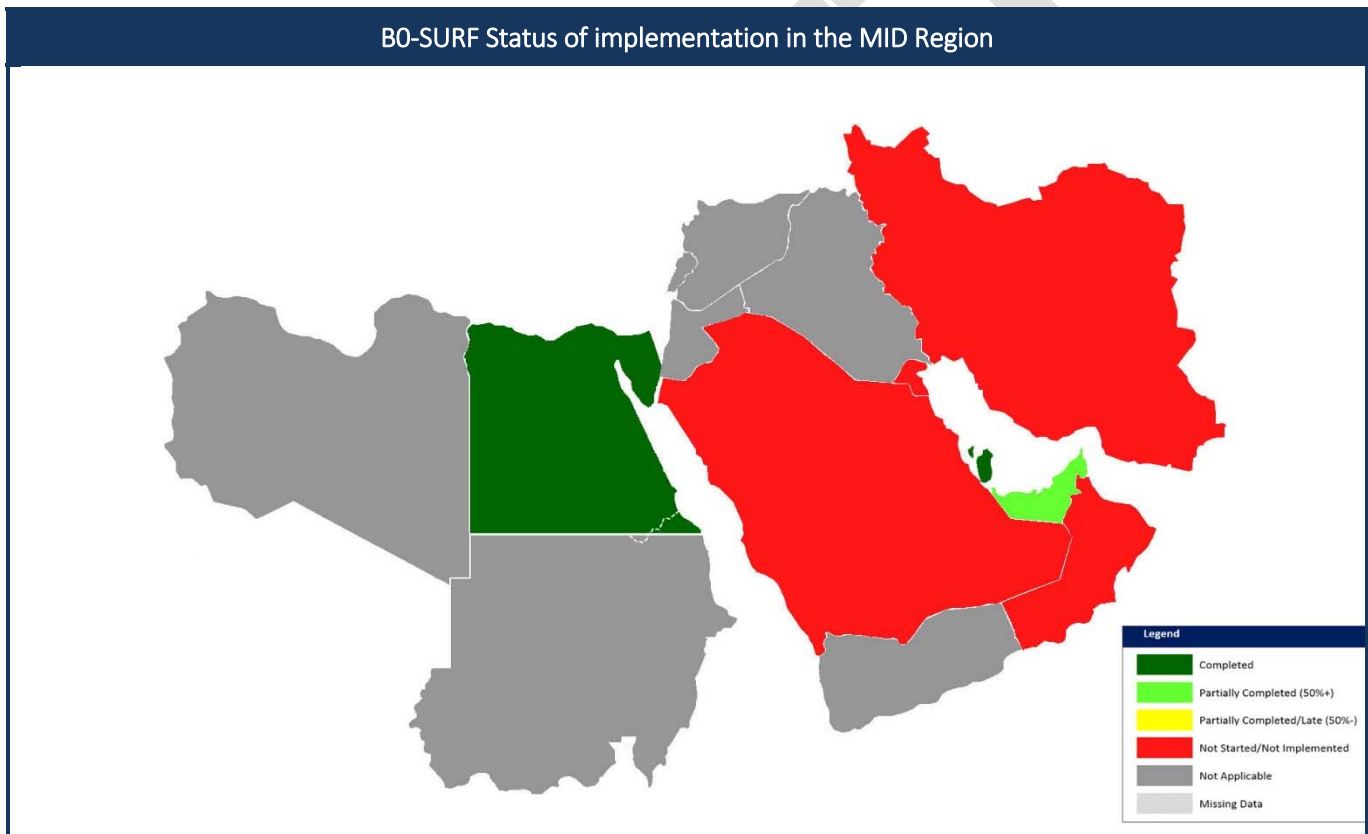 B0-SURF Status of implementation in the MID Region
Legend
Completed
Partially Completed (50%+)
Partially Completed/Late (50%-)
Not Started/Not Implemented
Not Applicable
Missing Data